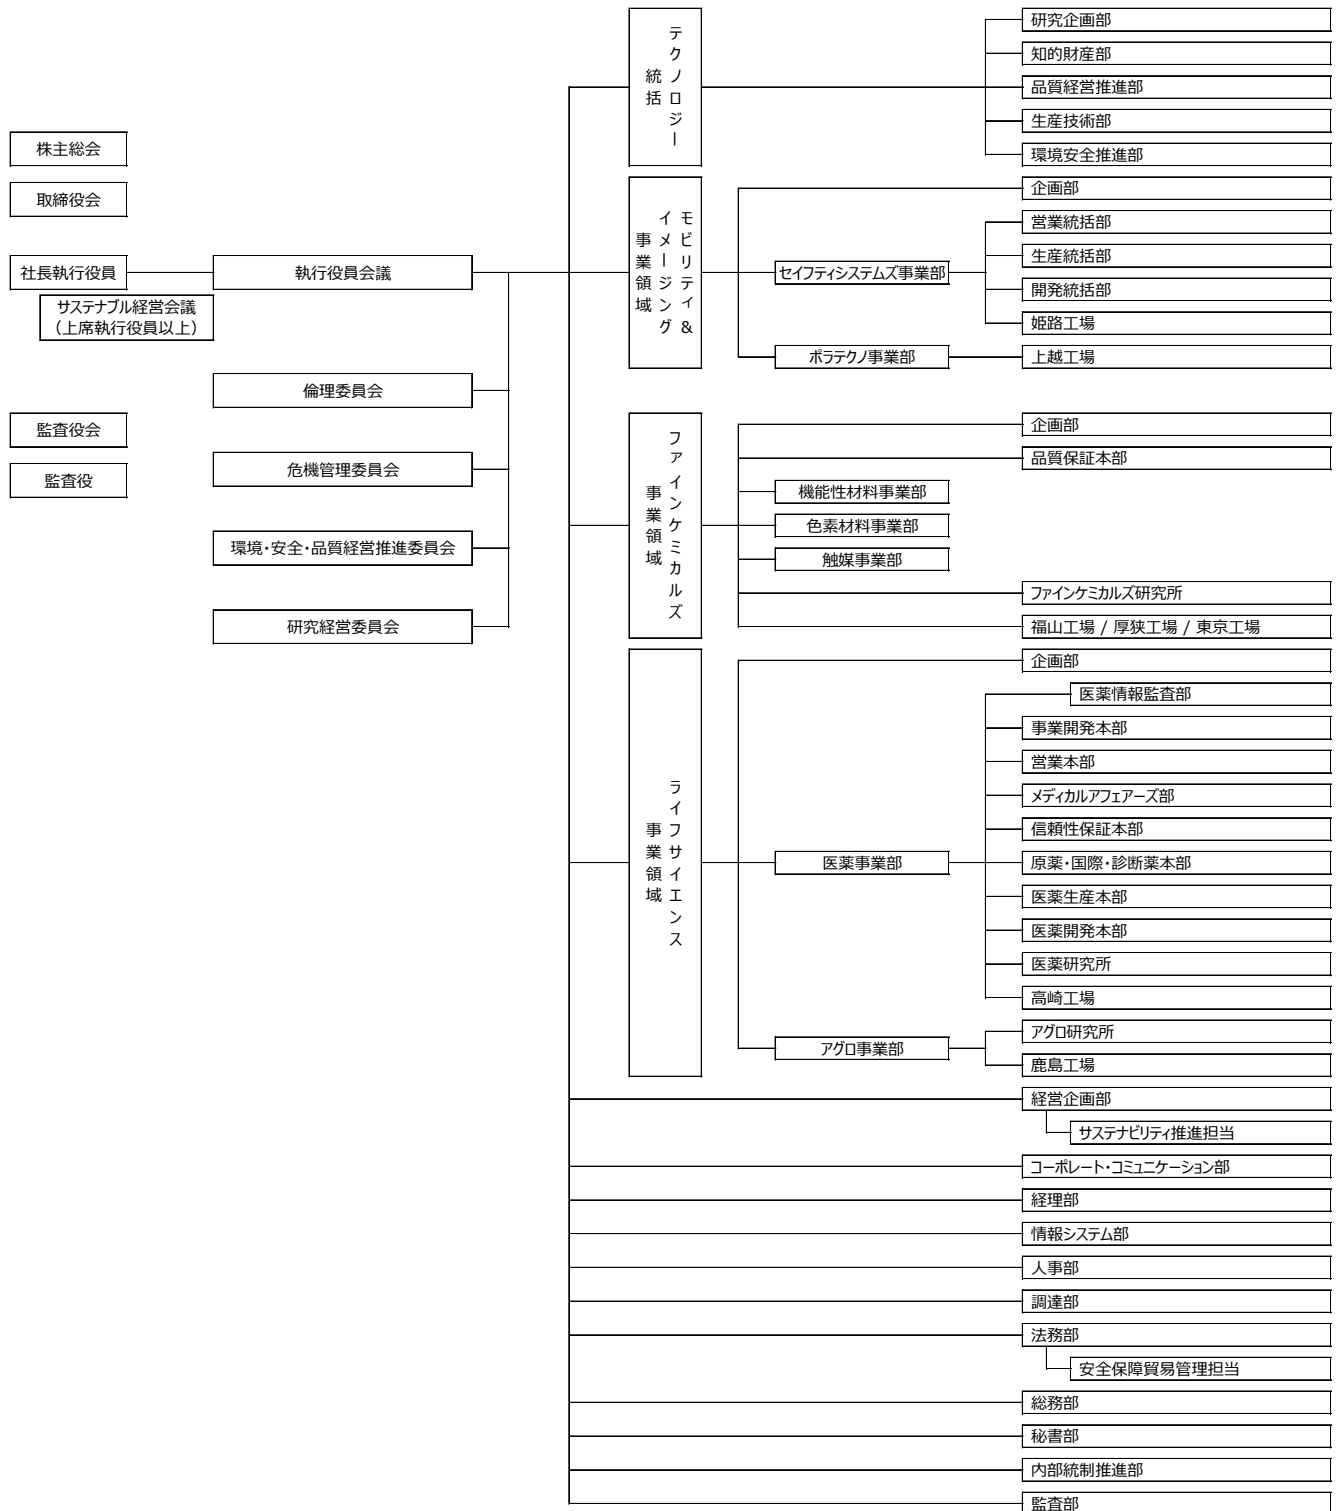 株主総会
取締役会
社長執行役員
サステナブル経営会議
（上席執行役員以上）
監査役会
監査役
執行役員会議
倫理委員会
危機管理委員会
環境・安全・品質経営推進委員会
研究経営委員会
テクノロジー
統括
研究企画部
知的財産部
品質経営推進部
生産技術部
環境安全推進部
モビリティ&
イメージング
事業領域
企画部
セイフティシステムズ事業部
営業統括部
生産統括部
開発統括部
姫路工場
ポラテクノ事業部
上越工場
ファインケミカルズ
事業領域
企画部
品質保証本部
機能性材料事業部
色素材料事業部
触媒事業部
ファインケミカルズ研究所
福山工場 / 厚狭工場 / 東京工場
ライフサイエンス
事業領域
企画部
医薬事業部
医薬情報監査部
事業開発本部
営業本部
メディカルアフェアーズ部
信頼性保証本部
原薬・国際・診断薬本部
医薬生産本部
医薬開発本部
医薬研究所
高崎工場
アグロ事業部
アグロ研究所
鹿島工場
経営企画部
サステナビリティ推進担当
コーポレート・コミュニケーション部
経理部
情報システム部
人事部
調達部
法務部
安全保障貿易管理担当
総務部
秘書部
内部統制推進部
監査部